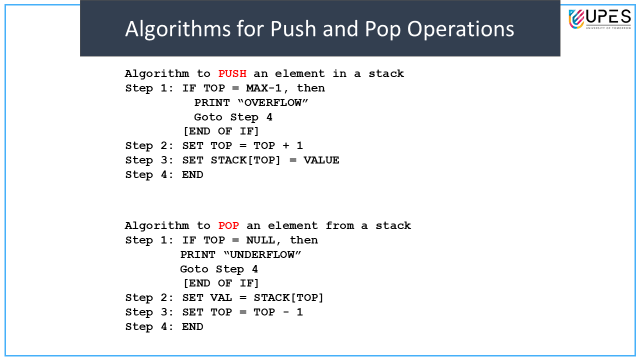 Algorithms for Push and Pop Operations
UPES
UNIVERSITY OF TOMORROW
Algorithm to PUSH an element in a stack
Step 1: IF TOP = MAX-1, then
PRINT “OVERFLOW”
Goto Step 4
[END OF IF]
Step 2: SET TOP = TOP + 1
Step 3: SET STACK[TOP] = VALUE
Step 4: END
Algorithm to POP an element from a stack
Step 1: IF TOP = NULL, then
PRINT “UNDERFLOW”
Goto Step 4
[END OF IF]
Step 2: SET VAL = STACK[TOP]
Step 3: SET TOP = TOP - 1
Step 4: END